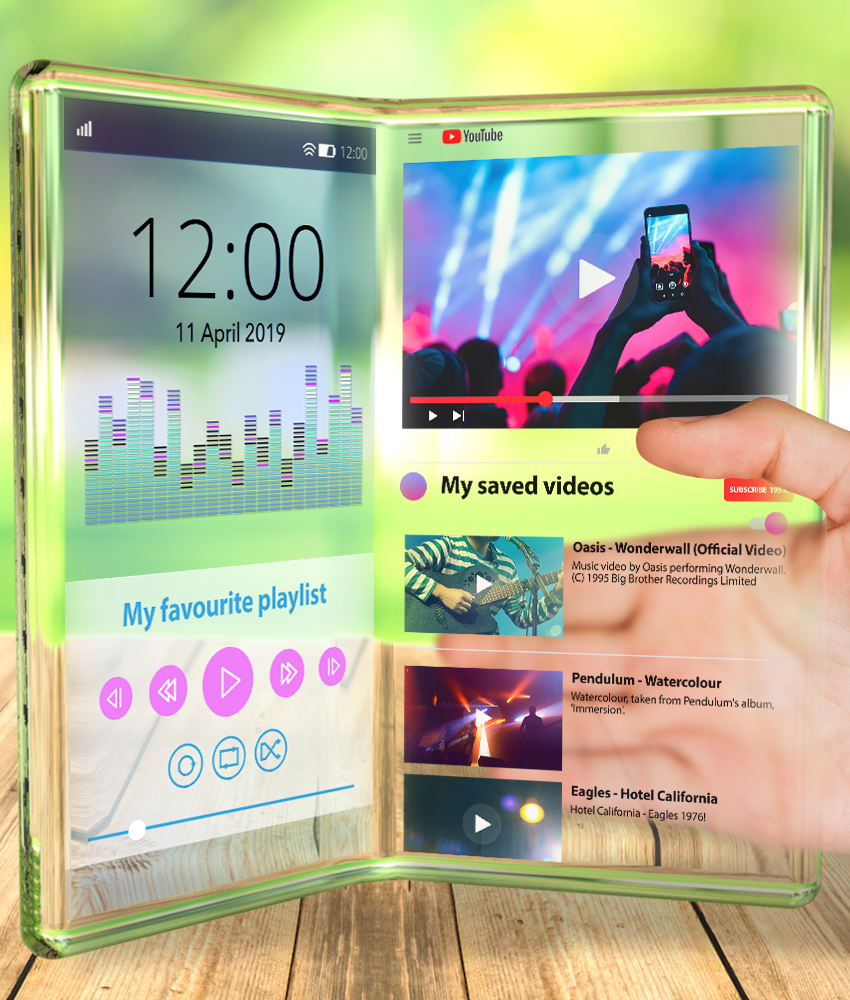 12:00
12:00
11 April 2019
My favourite playlist
YouTube
My saved videos
SUBSCRIBE
Oasis - Wonderwall (Official Video)
Music video by Oasis performing Wonderwall.
(C) 1995 Big Brother Recordings Limited
Pendulum - Watercolour
Watercolour, taken from Pendulum's album,
'Immersion'.
Eagles - Hotel California
Hotel California - Eagles 1976!